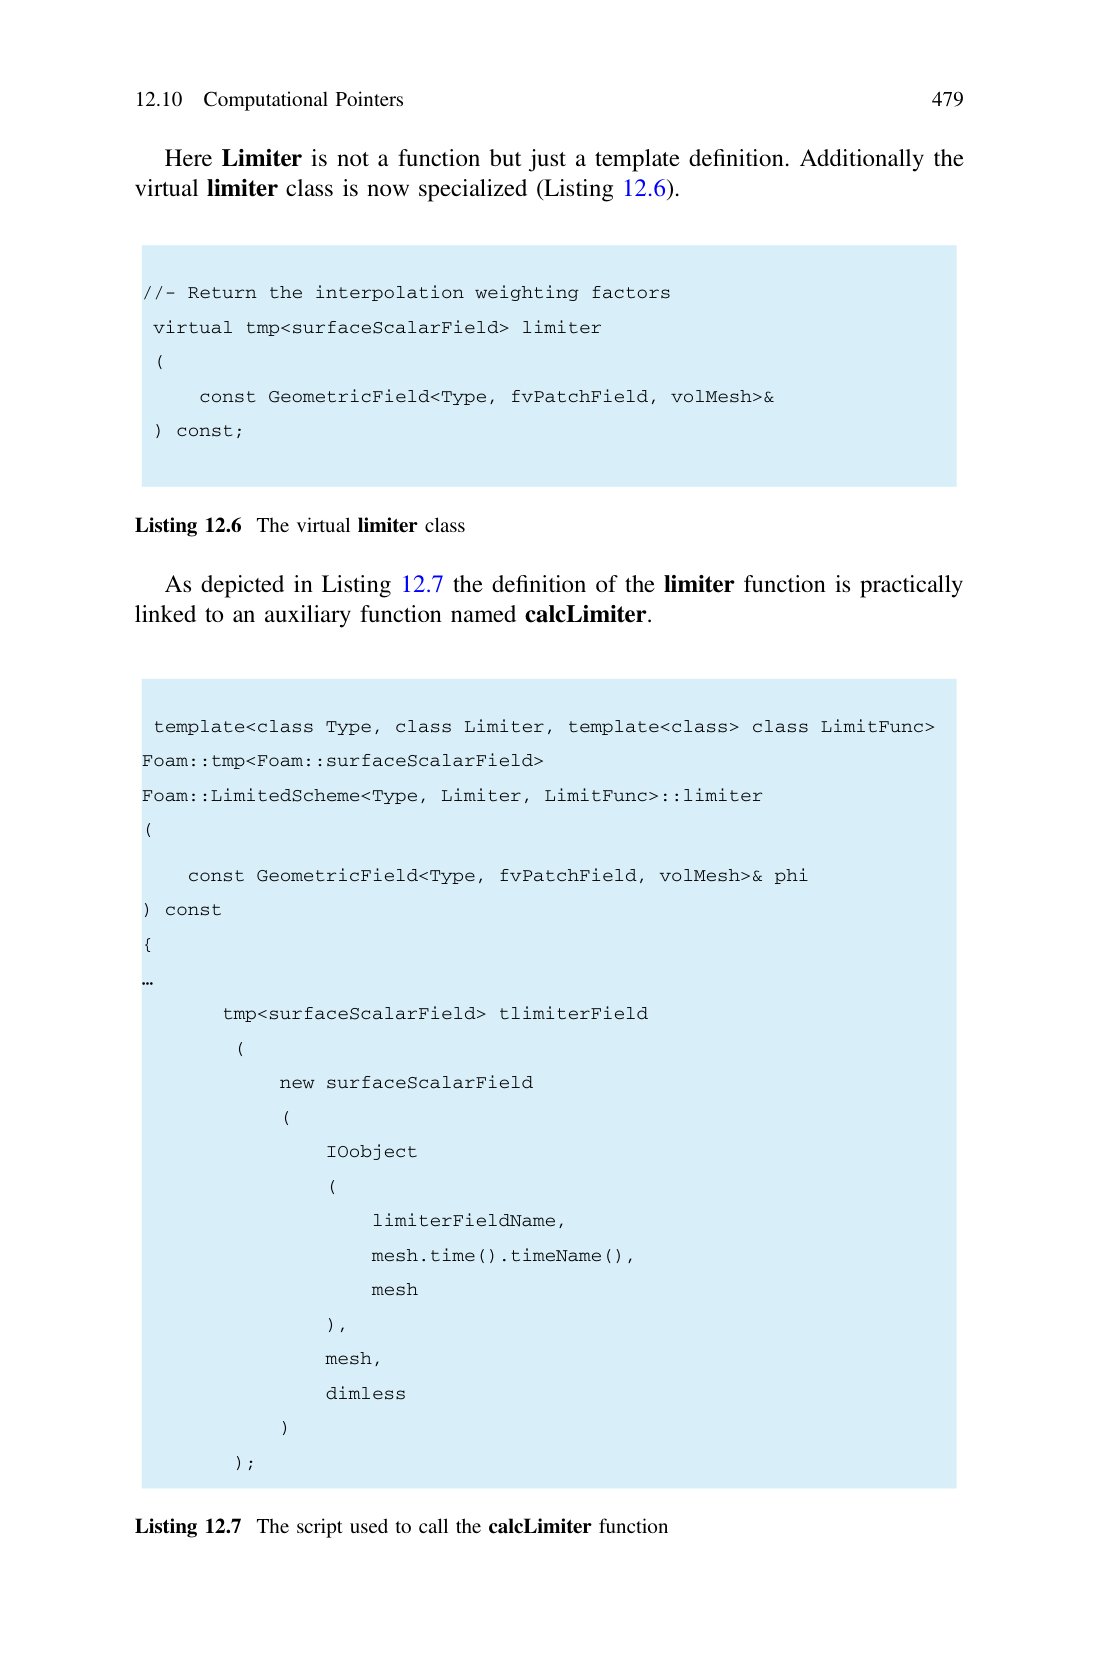 12.10 Computational Pointers 479
Here Limiter is not a function but just a template definition. Additionally the
virtual limiter class is now specialized (Listing 12.6).
//- Return the interpolation weighting factors
virtual tmp<surfaceScalarField> limiter
(
const GeometricField<Type, fvPatchField, volMesh>&
) const;
Listing 12.6 The virtual limiter class
As depicted in Listing 12.7 the definition of the limiter function is practically
linked to an auxiliary function named calcLimiter.
template<class Type, class Limiter, template<class> class LimitFunc>
Foam::tmp<Foam::surfaceScalarField>
Foam::LimitedScheme<Type, Limiter, LimitFunc>::limiter
(
const GeometricField<Type, fvPatchField, volMesh>& phi
) const
{
…
tmp<surfaceScalarField> tlimiterField
(
new surfaceScalarField
(
IOobject
(
limiterFieldName,
mesh.time().timeName(),
mesh
),
mesh,
dimless
)
);
Listing 12.7 The script used to call the calcLimiter function